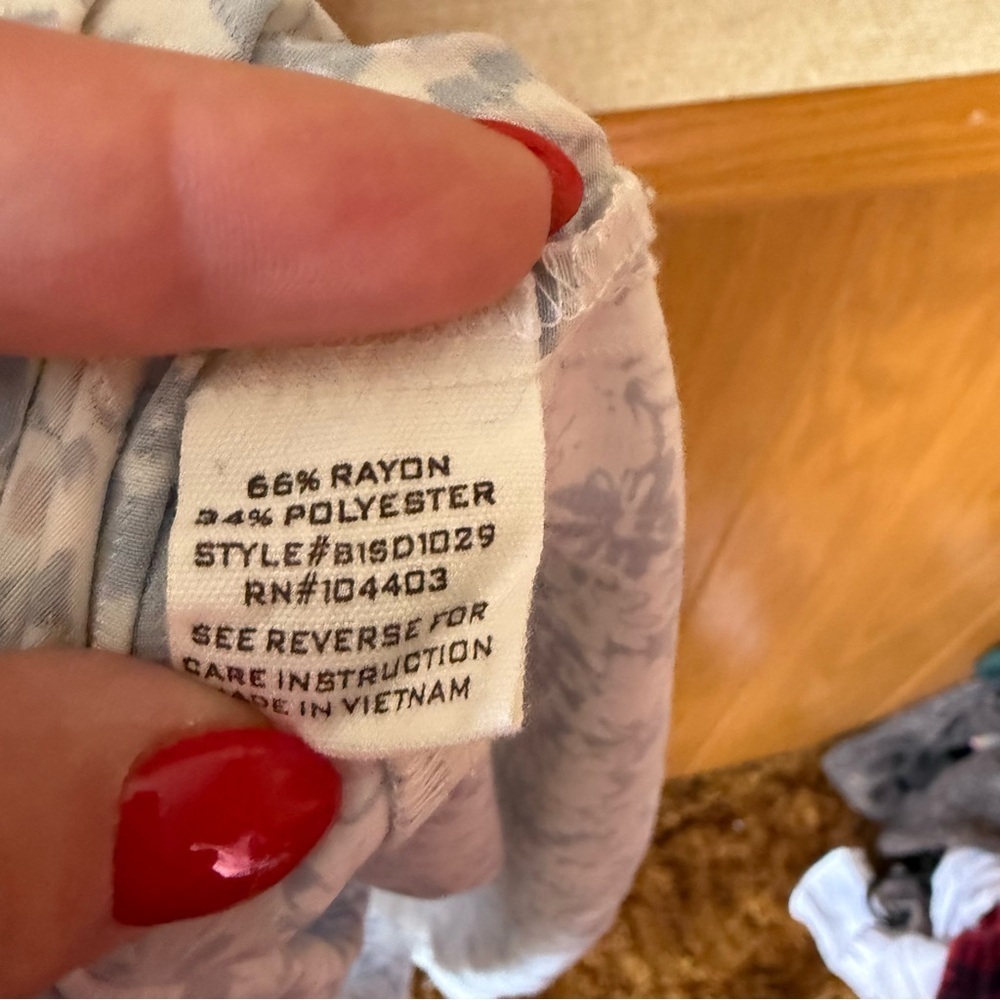 66% RAYON
34% POLYESTER
STYLE#B1SD1029
RN#104403
SEE REVERSE FOR
CARE INSTRUCTION
MADE IN VIETNAM